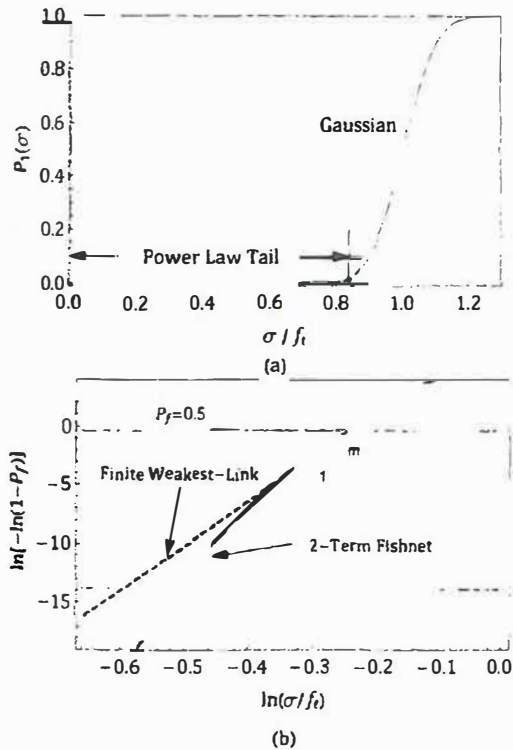 1.0
0.8
0.6
0.4
0.2
0.0
P₁(σ)
Gaussian
Power Law Tail
0.0 0.2 0.4 0.6 0.8 1.0 1.2
σ / fₜ
(a)
P_f=0.5
0
−5
−10
−15
ln[−ln(1−P_f)]
m
1
Finite Weakest−Link
2−Term Fishnet
−0.6 −0.5 −0.4 −0.3 −0.2 −0.1 0.0
ln(σ/fₜ)
(b)